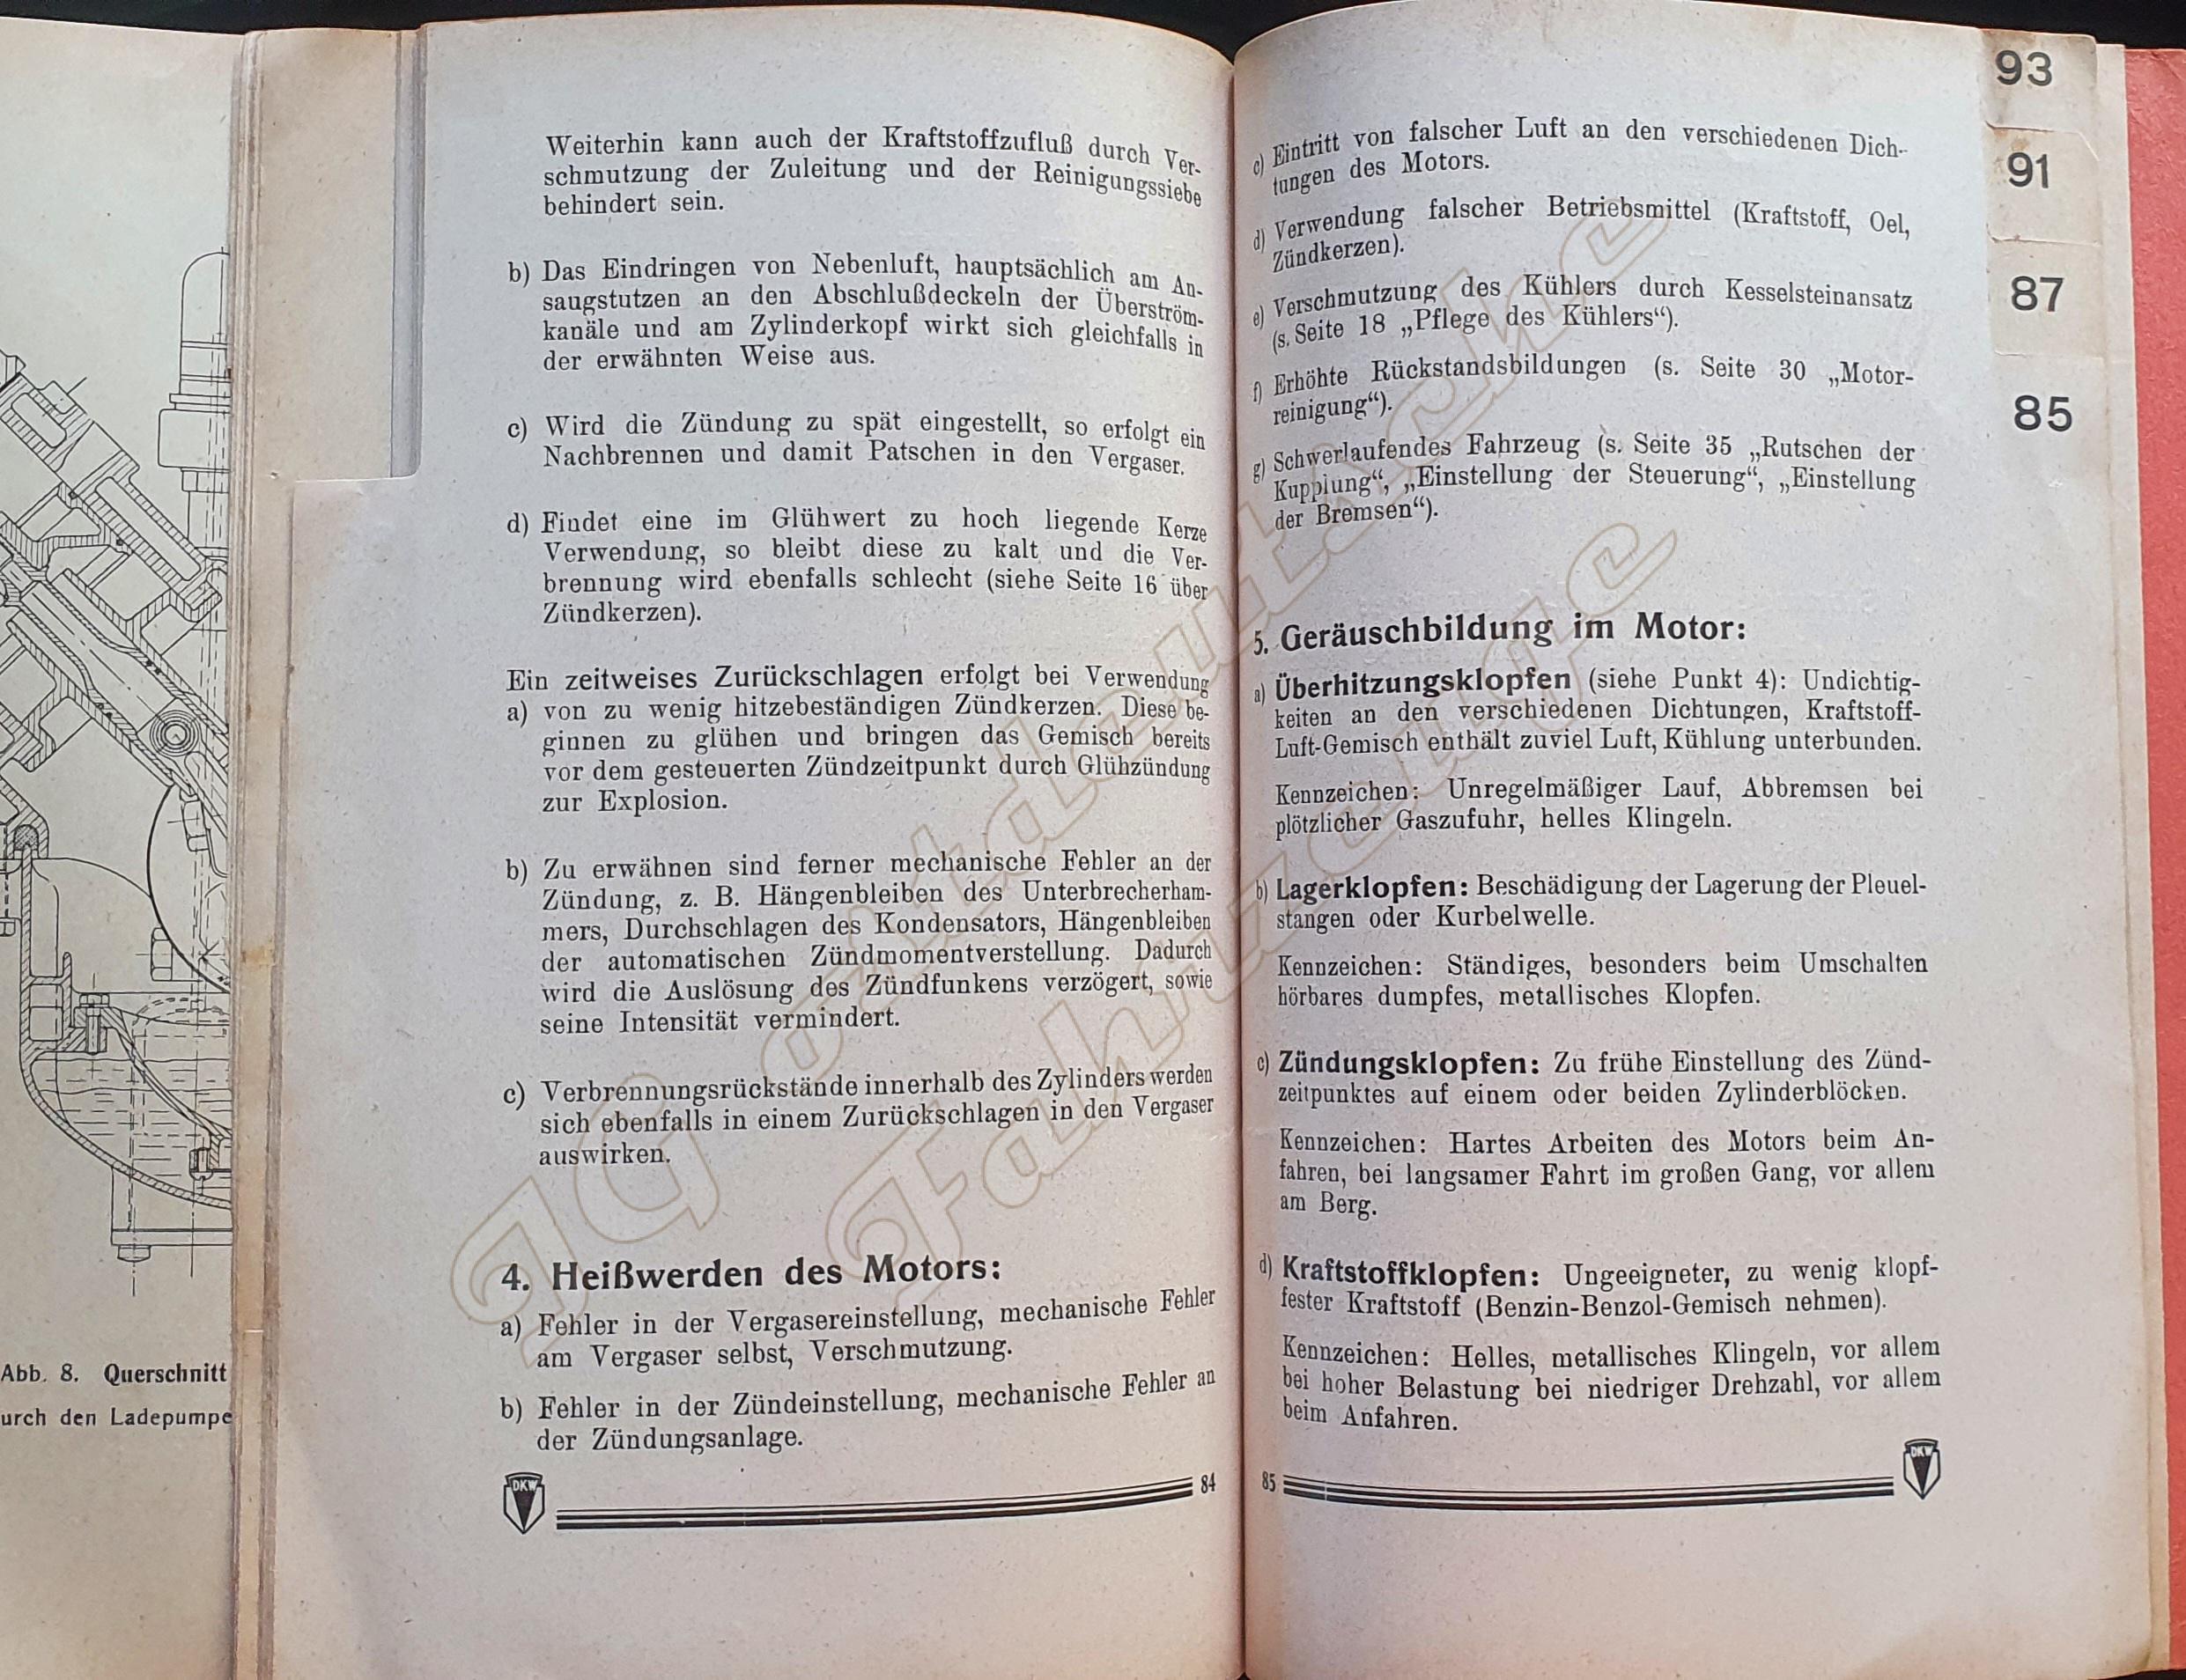 Weiterhin kann auch der Kraftstoffzufluß durch Ver-
schmutzung der Zuleitung und der Reinigungssiebe
behindert sein.
b) Das Eindringen von Nebenluft, hauptsächlich am An-
saugstutzen an den Abschlußdeckeln der Überström-
kanäle und am Zylinderkopf wirkt sich gleichfalls in
der erwähnten Weise aus.
c) Wird die Zündung zu spät eingestellt, so erfolgt ein
Nachbrennen und damit Patschen in den Vergaser.
d) Findet eine im Glühwert zu hoch liegende Kerze
Verwendung, so bleibt diese zu kalt und die Ver-
brennung wird ebenfalls schlecht (siehe Seite 16 über
Zündkerzen).
Ein zeitweises Zurückschlagen erfolgt bei Verwendung
a) von zu wenig hitzebeständigen Zündkerzen. Diese be-
ginnen zu glühen und bringen das Gemisch bereits
vor dem gesteuerten Zündzeitpunkt durch Glühzündung
zur Explosion.
b) Zu erwähnen sind ferner mechanische Fehler an der
Zündung, z. B. Hängenbleiben des Unterbrecherham-
mers, Durchschlagen des Kondensators, Hängenbleiben
der automatischen Zündmomentverstellung. Dadurch
wird die Auslösung des Zündfunkens verzögert, sowie
seine Intensität vermindert.
c) Verbrennungsrückstände innerhalb des Zylinders werden
sich ebenfalls in einem Zurückschlagen in den Vergaser
auswirken.
4. Heißwerden des Motors:
a) Fehler in der Vergasereinstellung, mechanische Fehler
am Vergaser selbst, Verschmutzung.
b) Fehler in der Zündeinstellung, mechanische Fehler an
der Zündungsanlage.
DKW
84
Abb. 8. Querschnitt
urch den Ladepumpe
c) Eintritt von falscher Luft an den verschiedenen Dich-
tungen des Motors.
d) Verwendung falscher Betriebsmittel (Kraftstoff, Oel,
Zündkerzen).
e) Verschmutzung des Kühlers durch Kesselsteinansatz
(s. Seite 18 „Pflege des Kühlers“).
f) Erhöhte Rückstandsbildungen (s. Seite 30 „Motor-
reinigung“).
g) Schwerlaufendes Fahrzeug (s. Seite 35 „Rutschen der
Kupplung“, „Einstellung der Steuerung“, „Einstellung
der Bremsen“).
5. Geräuschbildung im Motor:
a) Überhitzungsklopfen (siehe Punkt 4): Undichtig-
keiten an den verschiedenen Dichtungen, Kraftstoff-
Luft-Gemisch enthält zuviel Luft, Kühlung unterbunden.
Kennzeichen: Unregelmäßiger Lauf, Abbremsen bei
plötzlicher Gaszufuhr, helles Klingeln.
b) Lagerklopfen: Beschädigung der Lagerung der Pleuel-
stangen oder Kurbelwelle.
Kennzeichen: Ständiges, besonders beim Umschalten
hörbares dumpfes, metallisches Klopfen.
c) Zündungsklopfen: Zu frühe Einstellung des Zünd-
zeitpunktes auf einem oder beiden Zylinderblöcken.
Kennzeichen: Hartes Arbeiten des Motors beim An-
fahren, bei langsamer Fahrt im großen Gang, vor allem
am Berg.
d) Kraftstoffklopfen: Ungeeigneter, zu wenig klopf-
fester Kraftstoff (Benzin-Benzol-Gemisch nehmen).
Kennzeichen: Helles, metallisches Klingeln, vor allem
bei hoher Belastung bei niedriger Drehzahl, vor allem
beim Anfahren.
85
DKW
93
91
87
85
IG ostdeutsche
Fahrzeuge